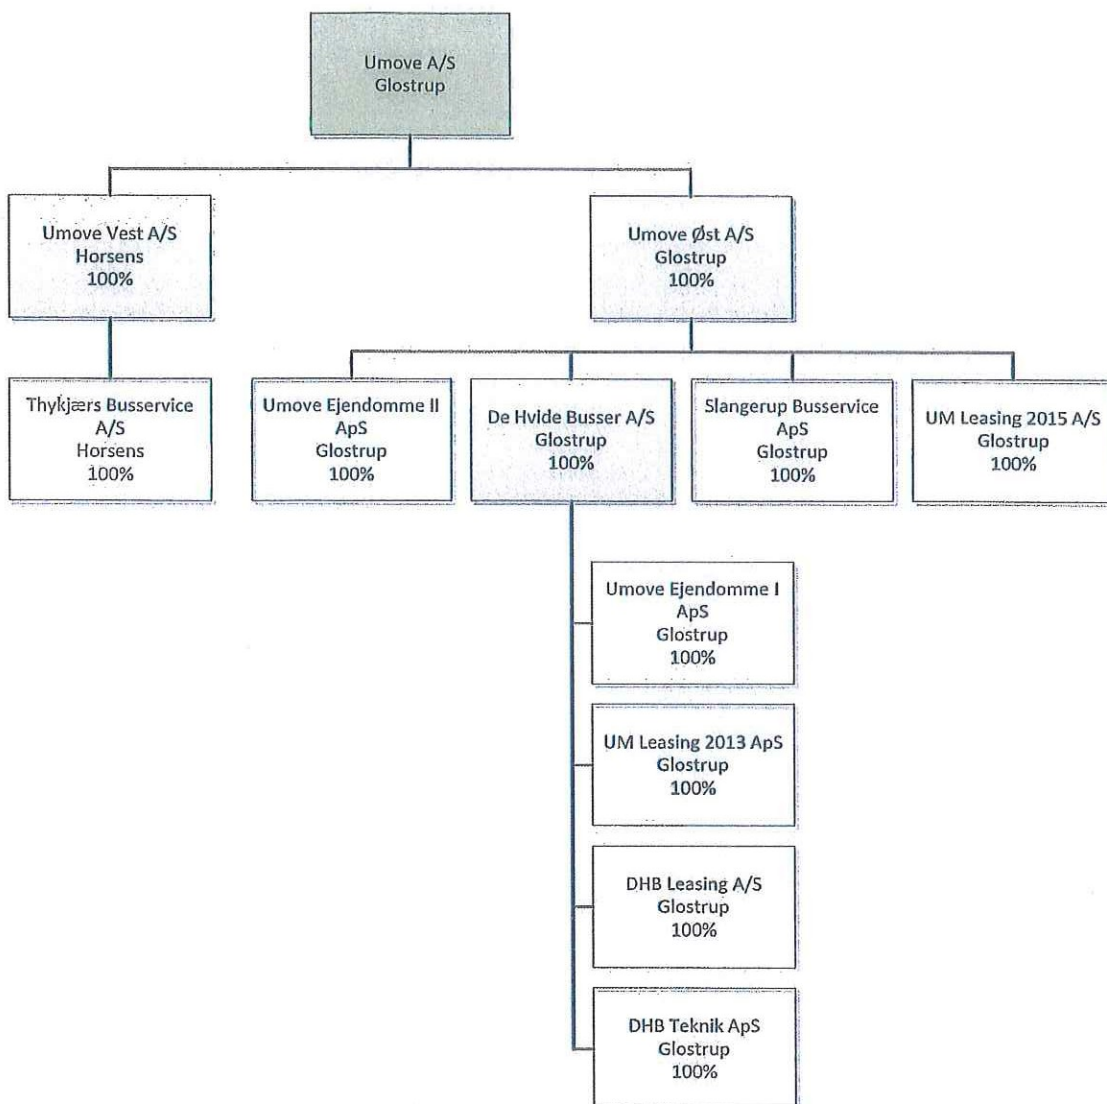 Umove A/S
Glostrup
Umove Vest A/S
Horsens
100%
Umove Øst A/S
Glostrup
100%
Thykjærs Busservice
A/S
Horsens
100%
Umove Ejendomme II
ApS
Glostrup
100%
De Hvide Busser A/S
Glostrup
100%
Slangerup Busservice
ApS
Glostrup
100%
UM Leasing 2015 A/S
Glostrup
100%
Umove Ejendomme I
ApS
Glostrup
100%
UM Leasing 2013 ApS
Glostrup
100%
DHB Leasing A/S
Glostrup
100%
DHB Teknik ApS
Glostrup
100%